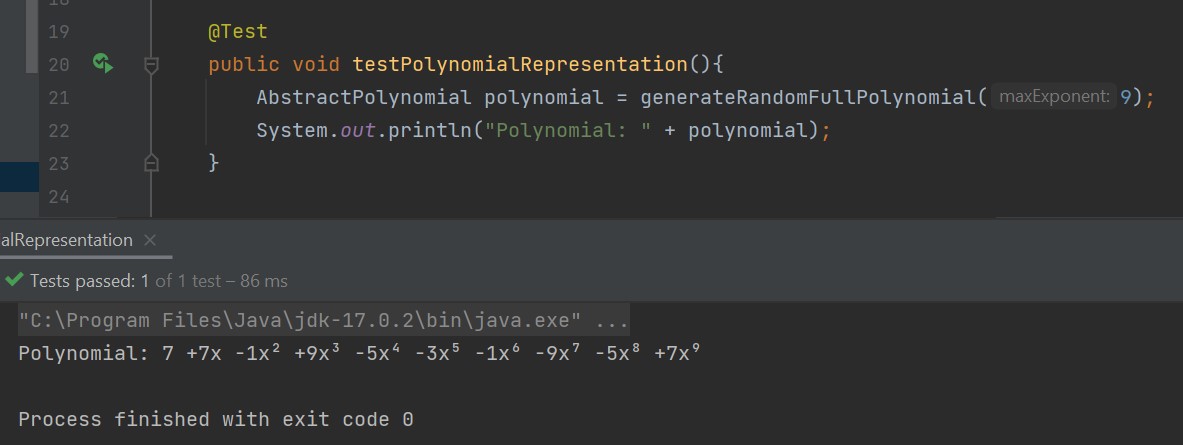 19 @Test
20 public void testPolynomialRepresentation(){
21 AbstractPolynomial polynomial = generateRandomFullPolynomial( maxExponent: 9);
22 System.out.println("Polynomial: " + polynomial);
23 }
24
alRepresentation ×
Tests passed: 1 of 1 test – 86 ms
"C:\Program Files\Java\jdk-17.0.2\bin\java.exe" ...
Polynomial: 7 +7x -1x² +9x³ -5x⁴ -3x⁵ -1x⁶ -9x⁷ -5x⁸ +7x⁹
Process finished with exit code 0